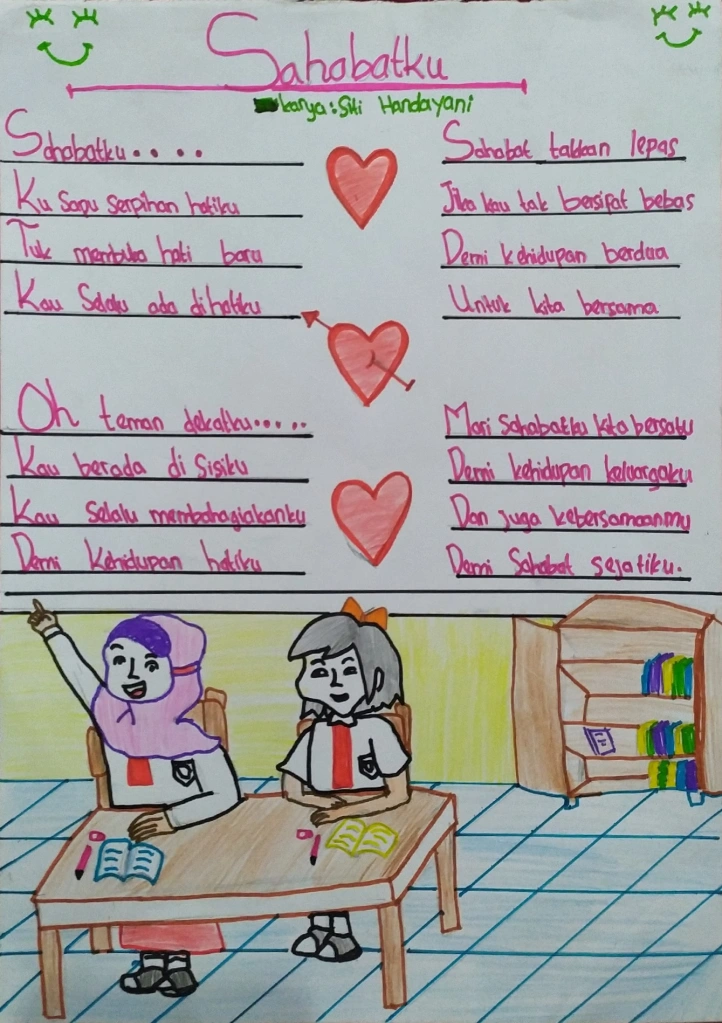 Sahabatku
karya : Siti Handayani
Sahabatku....
Ku sapu serpihan hatiku
Tuk membuka hati baru
Kau Selalu ada dihatiku
Oh teman dekatku.....
Kau berada di sisiku
Kau selalu membahagiakanku
Demi Kehidupan hatiku
Sahabat takkan lepas
Jika kau tak bersipat bebas
Demi kehidupan berdua
Untuk kita bersama
Mari Sahabatku kita bersatu
Demi kehidupan keluargaku
Dan juga kebersamaanmu
Demi Sahabat sejatiku.